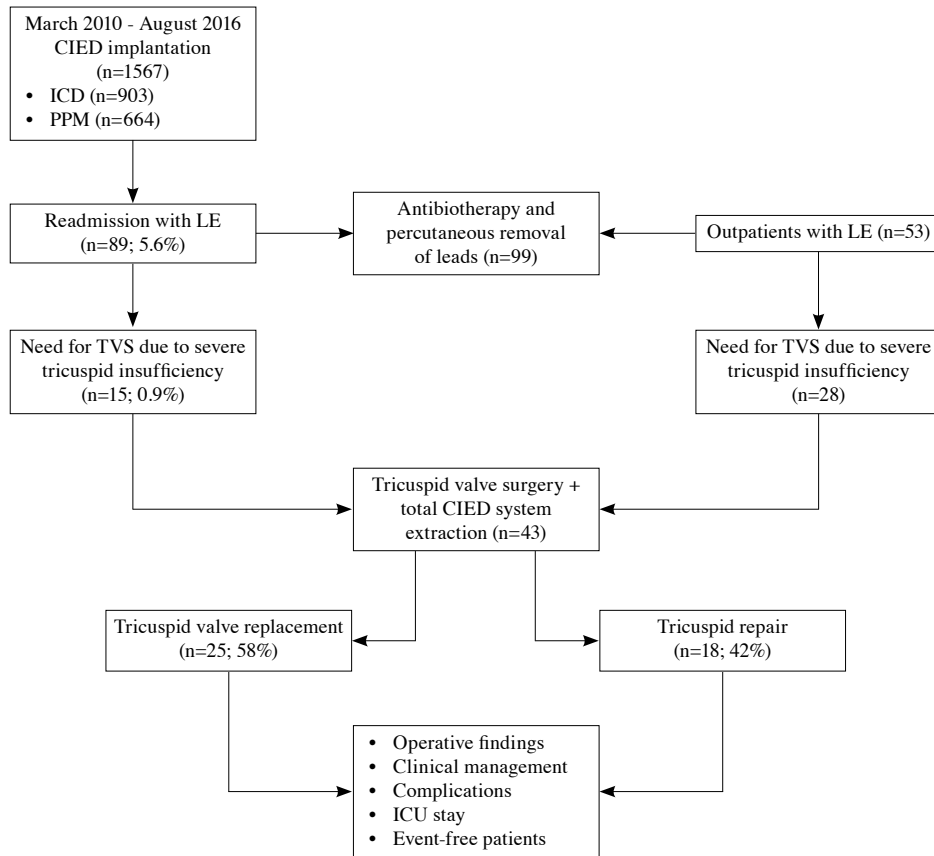 March 2010 - August 2016
CIED implantation
(n=1567)
• ICD (n=903)
• PPM (n=664)
Readmission with LE
(n=89; 5.6%)
Antibiotherapy and
percutaneous removal
of leads (n=99)
Outpatients with LE (n=53)
Need for TVS due to severe
tricuspid insufficiency
(n=15; 0.9%)
Need for TVS due to severe
tricuspid insufficiency
(n=28)
Tricuspid valve surgery +
total CIED system
extraction (n=43)
Tricuspid valve replacement
(n=25; 58%)
Tricuspid repair
(n=18; 42%)
• Operative findings
• Clinical management
• Complications
• ICU stay
• Event-free patients